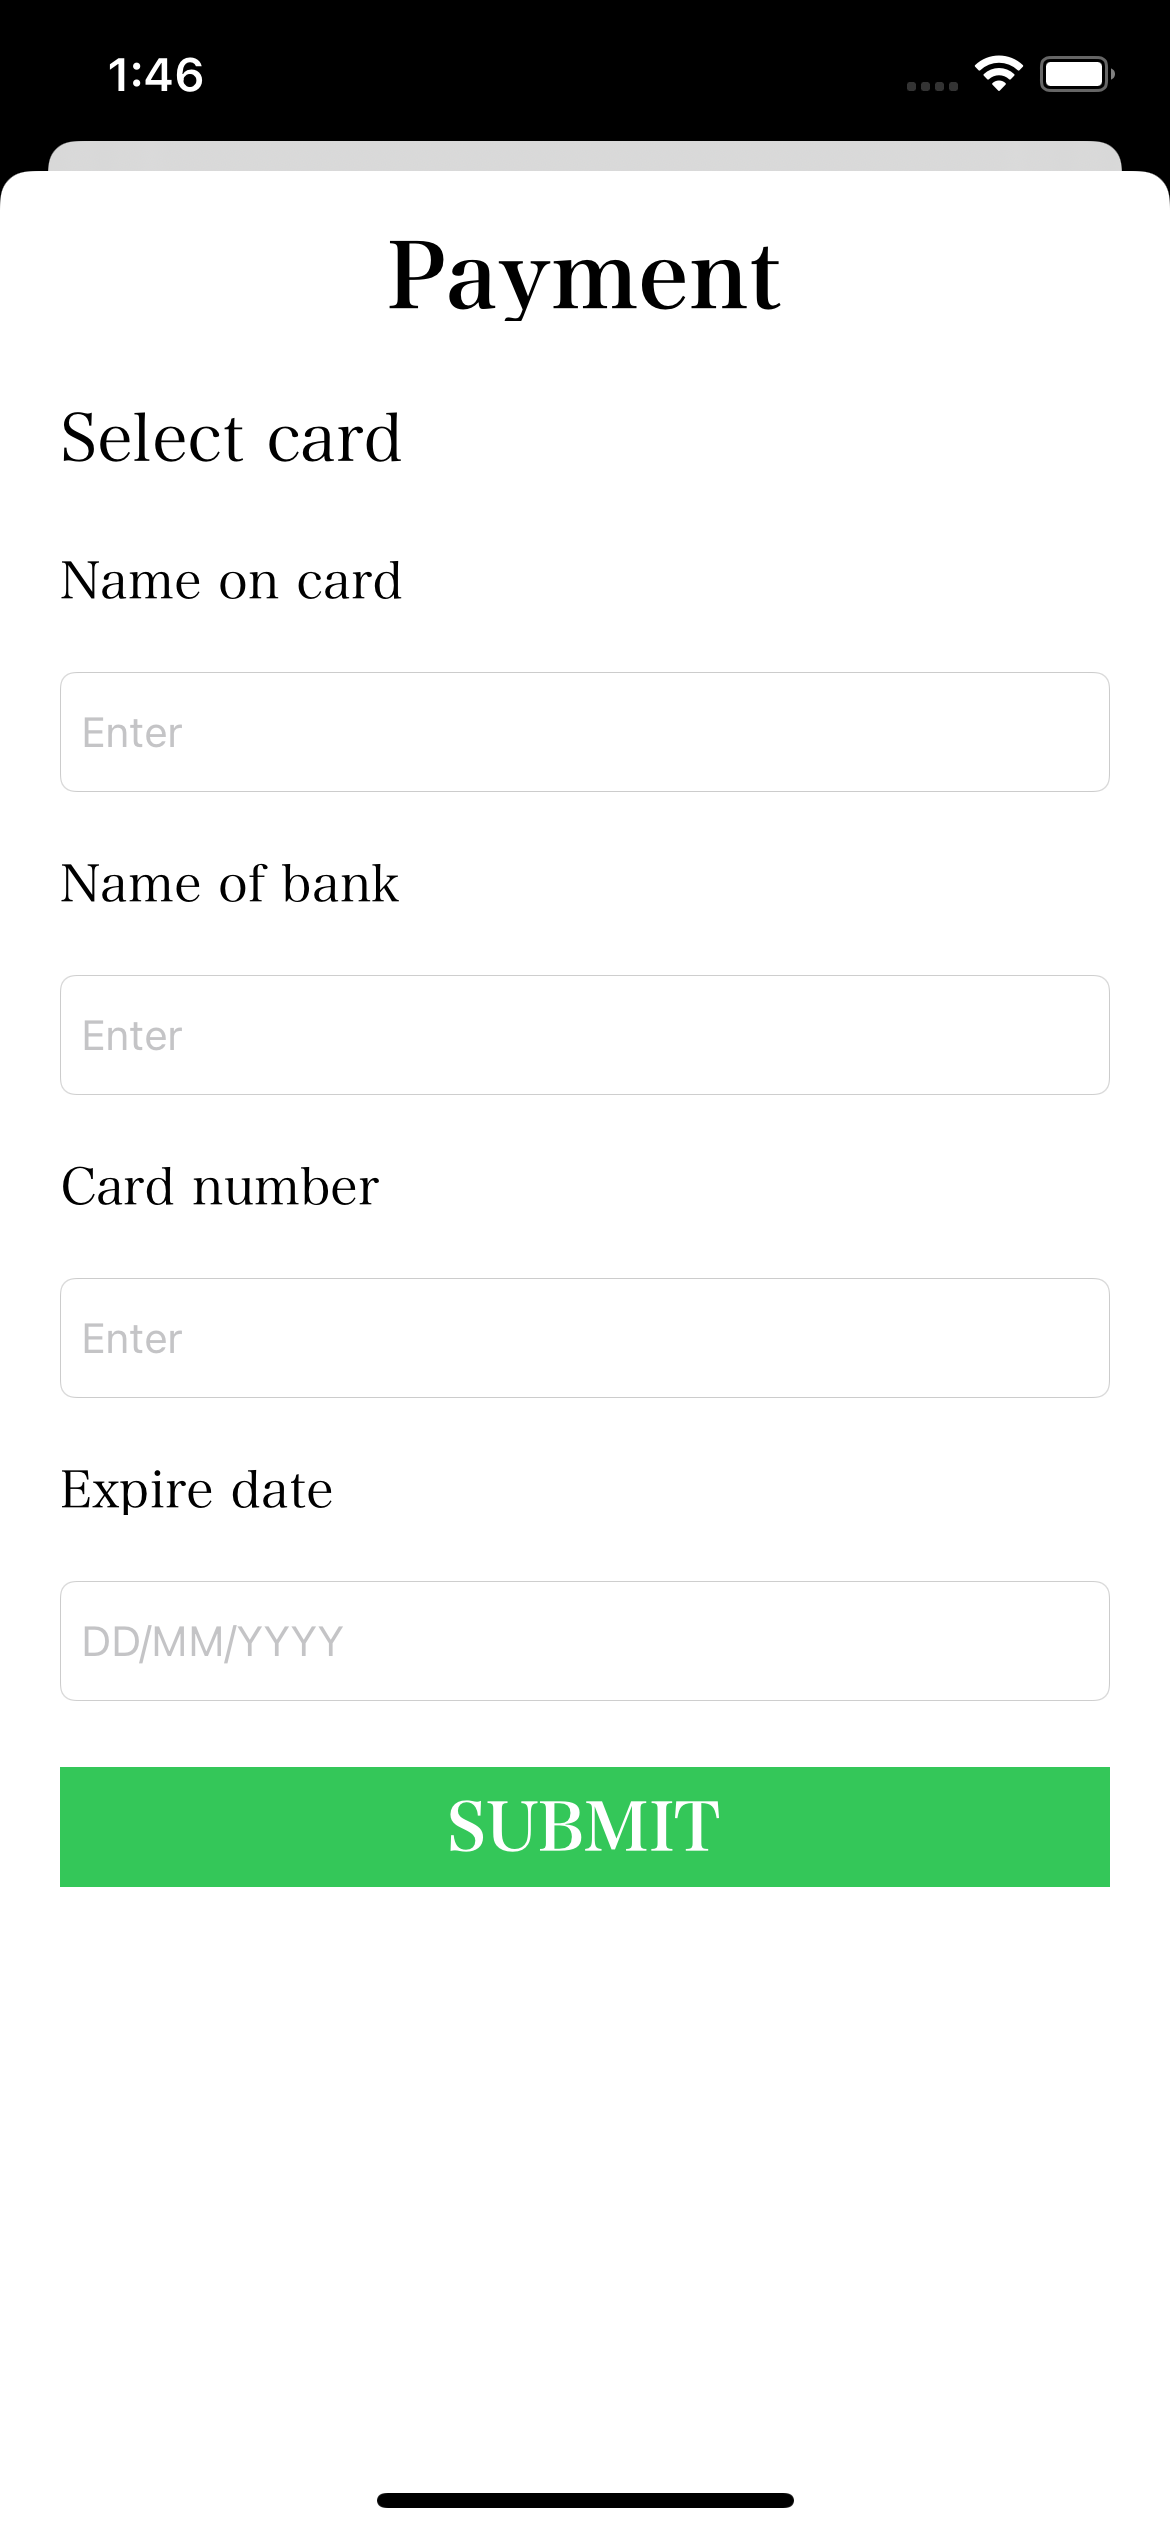 1:46
Payment
Select card
Name on card
Enter
Name of bank
Enter
Card number
Enter
Expire date
DD/MM/YYYY
SUBMIT